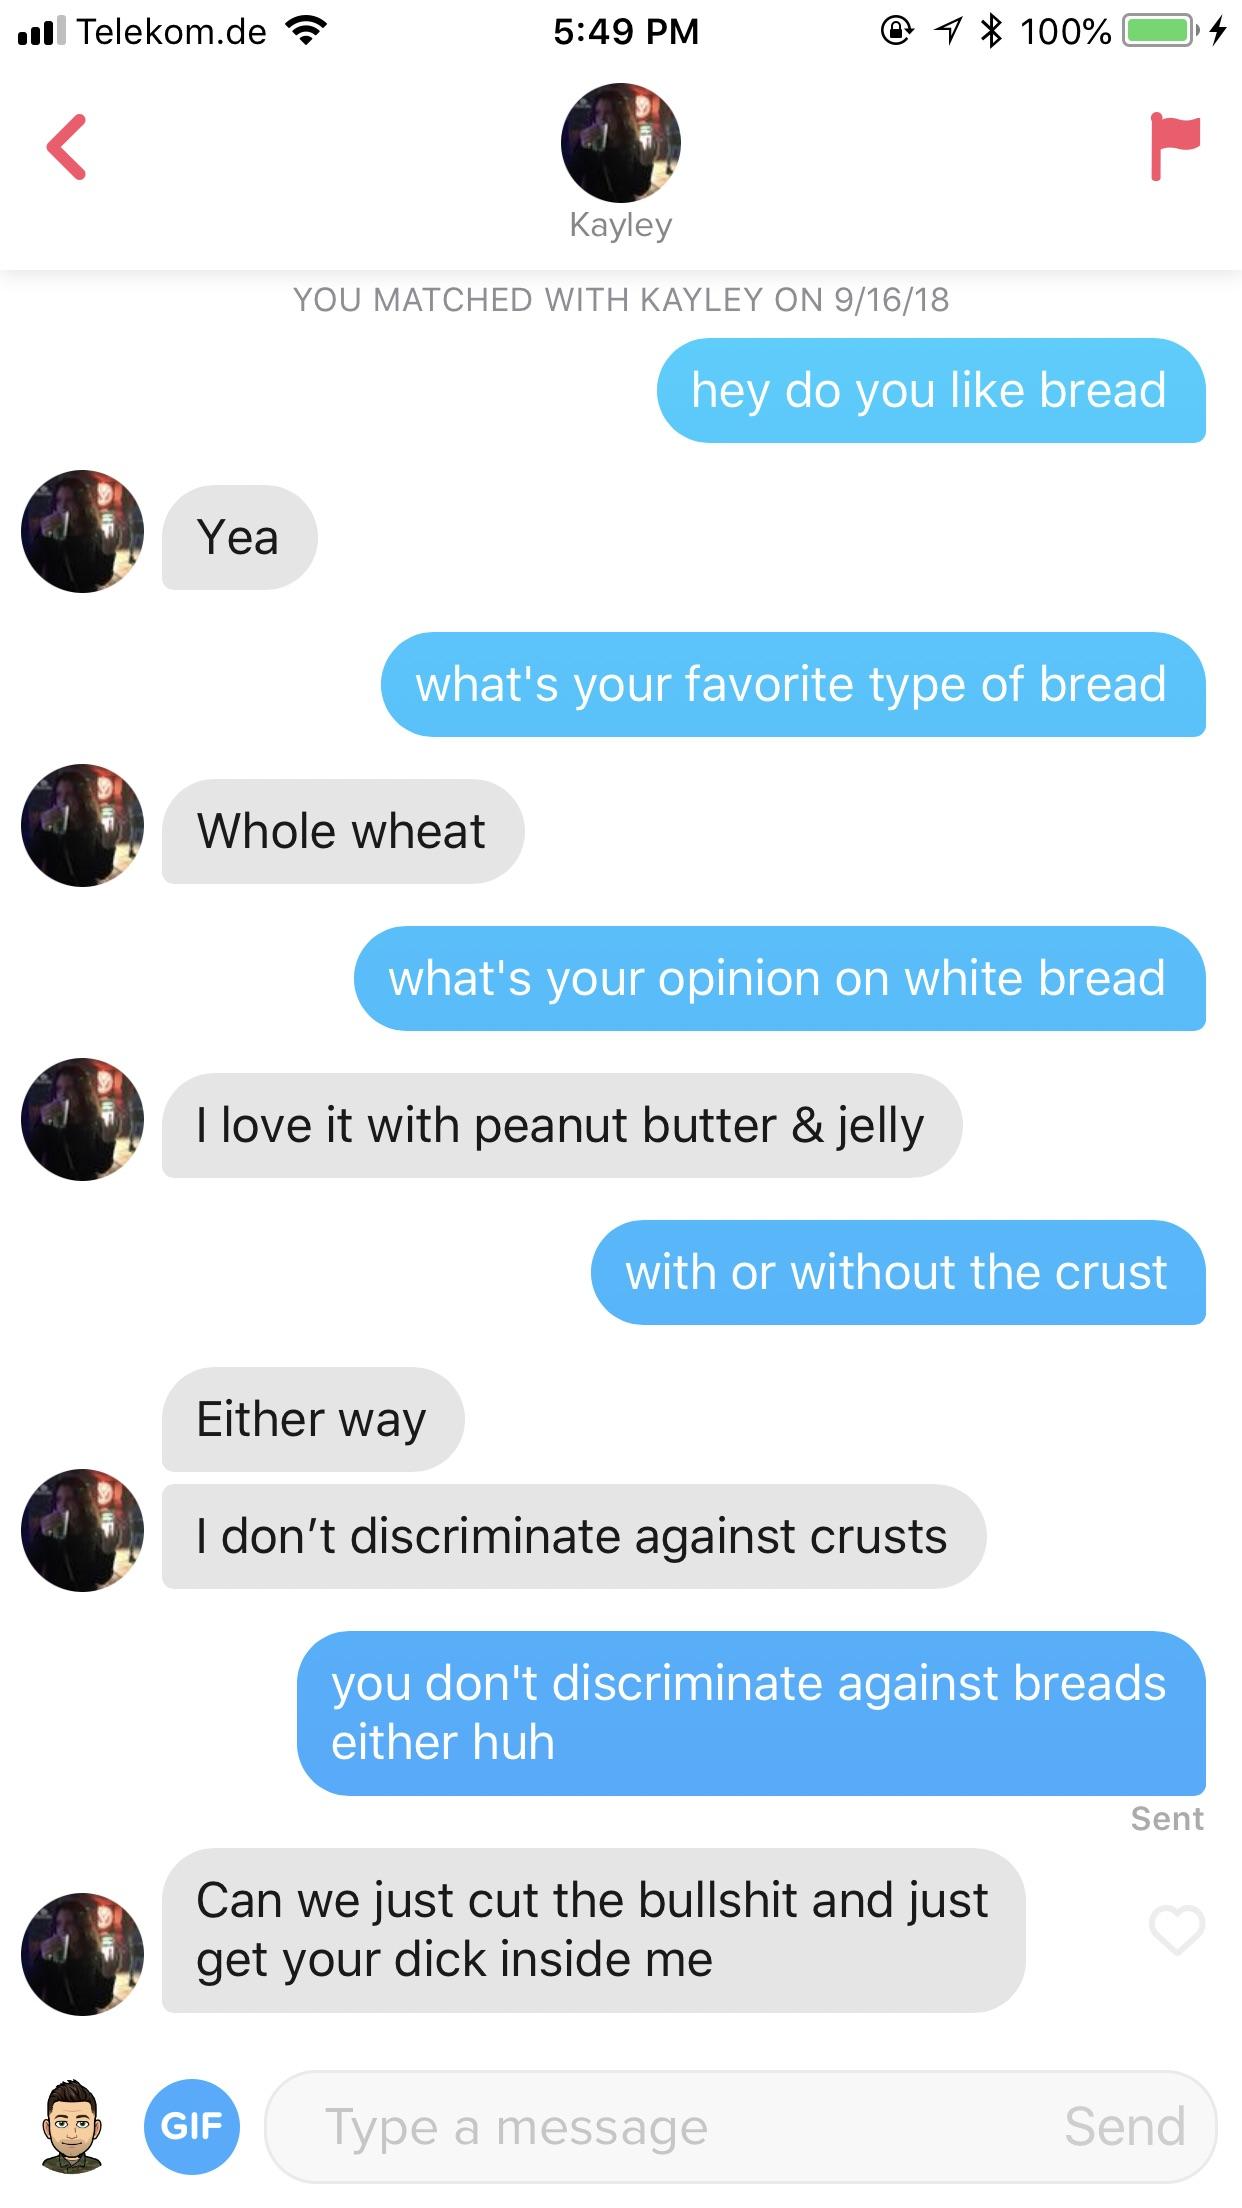 Telekom.de 5:49 PM 100%
Kayley
YOU MATCHED WITH KAYLEY ON 9/16/18
hey do you like bread
Yea
what's your favorite type of bread
Whole wheat
what's your opinion on white bread
I love it with peanut butter & jelly
with or without the crust
Either way
I don’t discriminate against crusts
you don't discriminate against breads
either huh
Sent
Can we just cut the bullshit and just
get your dick inside me
GIF Type a message Send